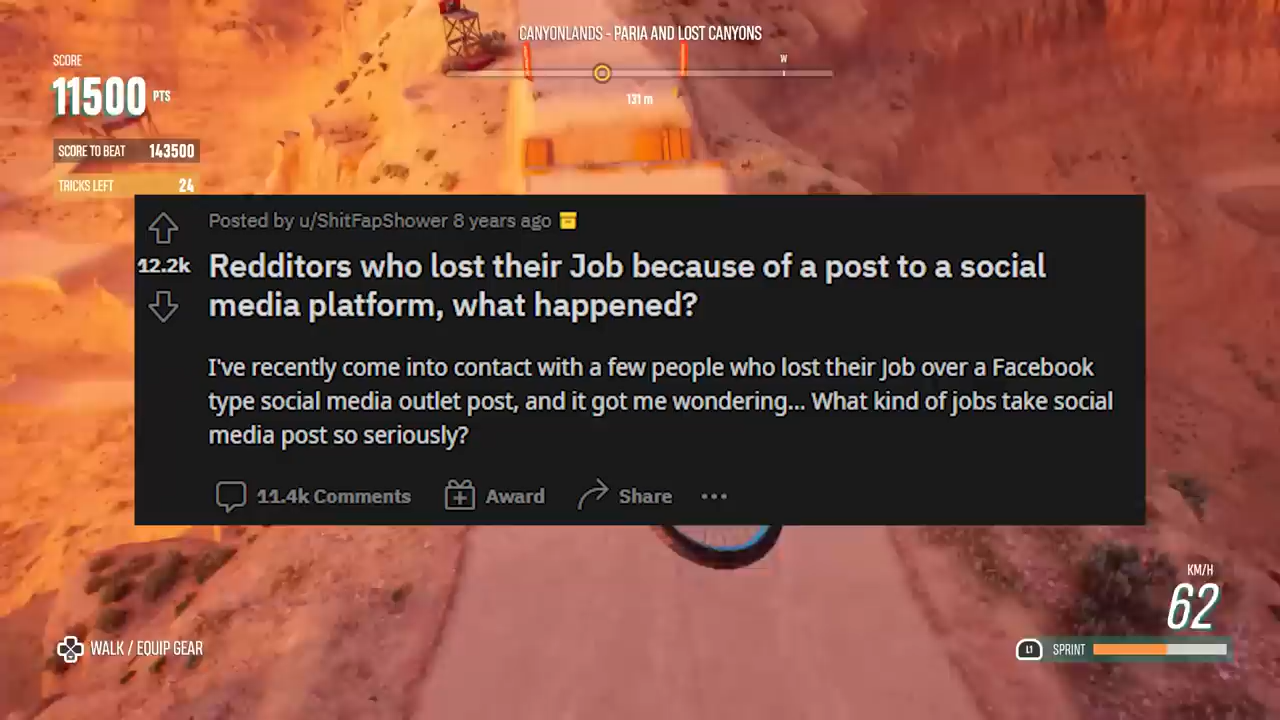 CANYONLANDS - PARIA AND LOST CANYONS
W
131 m
SCORE
11500 PTS
SCORE TO BEAT 143500
TRICKS LEFT 24
Posted by u/ShitFapShower 8 years ago
12.2k
Redditors who lost their Job because of a post to a social
media platform, what happened?
I've recently come into contact with a few people who lost their Job over a Facebook
type social media outlet post, and it got me wondering... What kind of jobs take social
media post so seriously?
11.4k Comments Award Share
KM/H
62
WALK / EQUIP GEAR
L1 SPRINT